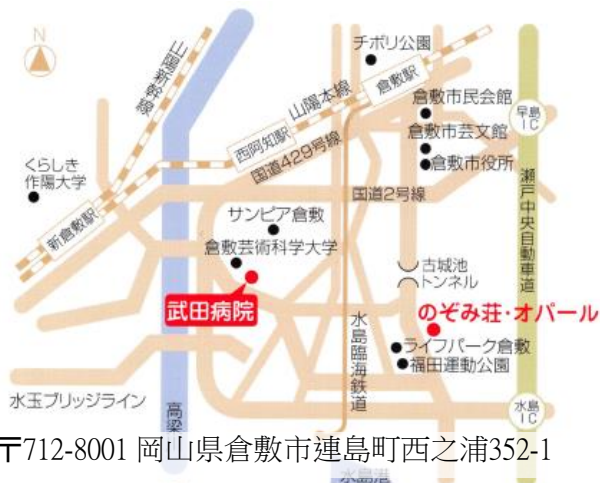 N
チボリ公園
山陽新幹線
山陽本線
倉敷駅
倉敷市民会館
早島IC
西阿知駅
倉敷市芸文館
国道429号線
倉敷市役所
くらしき
作陽大学
新倉敷駅
国道2号線
瀬戸中央自動車道
サンピア倉敷
倉敷芸術科学大学
古城池
トンネル
武田病院
のぞみ荘・オパール
水島臨海鉄道
ライフパーク倉敷
福田運動公園
水玉ブリッジライン
高梁
水島IC
〒712-8001 岡山県倉敷市連島町西之浦352-1
水島港